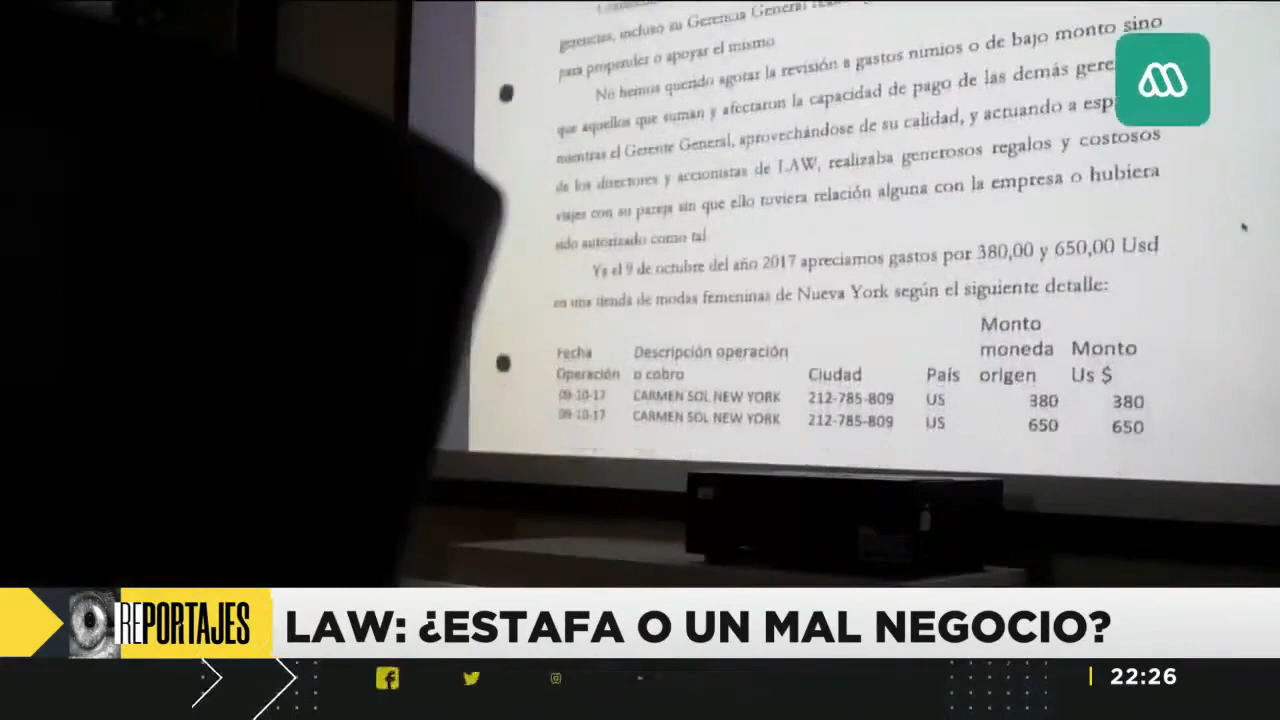 gerencias, incluso su Gerencia General
para propender o apoyar el mismo
No hemos querido agotar la revisión a gastos nimios o de bajo monto sino
que aquellos que suman y afectaron la capacidad de pago de las demás gere
mientras el Gerente General, aprovechándose de su calidad, y actuando a esp
de los directores y accionistas de LAW, realizaba generosos regalos y costosos
viajes con su pareja sin que ello tuviera relación alguna con la empresa o hubiera
sido autorizado como tal
Ya el 9 de octubre del año 2017 apreciamos gastos por 380,00 y 650,00 Usd
en una tienda de modas femeninas de Nueva York según el siguiente detalle:
Fecha Operación Descripción operación o cobro Ciudad País Monto moneda origen Monto Us $
09-10-17 CARMEN SOL NEW YORK 212-785-809 US 380 380
09-10-17 CARMEN SOL NEW YORK 212-785-809 US 650 650
REPORTAJES
LAW: ¿ESTAFA O UN MAL NEGOCIO?
22:26